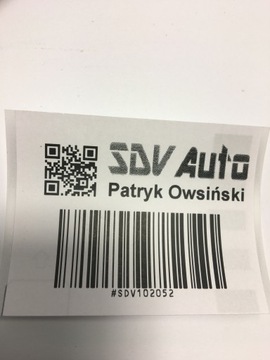 SDV Auto
Patryk Owsiński
#SDV102052